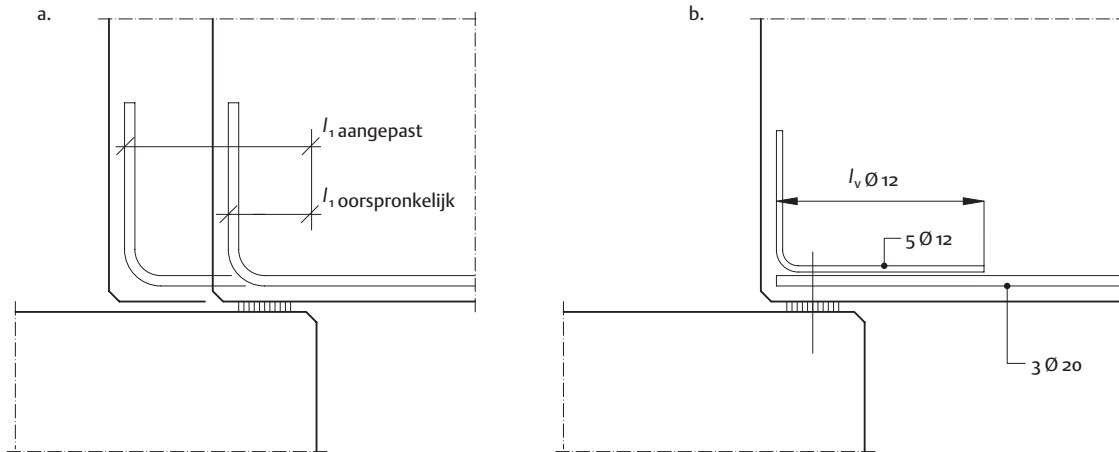 a.
l₁ aangepast
l₁ oorspronkelijk
b.
lᵥ Ø 12
5 Ø 12
3 Ø 20